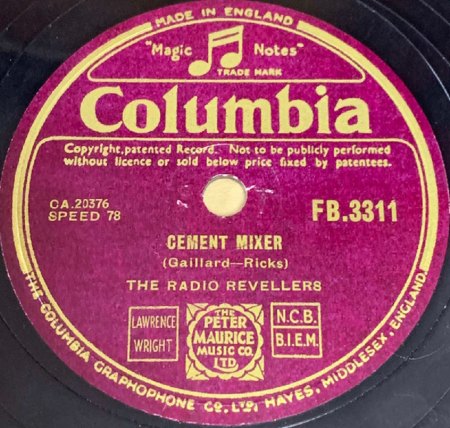 MADE IN ENGLAND
"Magic Notes"
TRADE MARK
Columbia
Copyright, patented Record. Not to be publicly performed
without licence or sold below price fixed by patentees.
CA.20376
SPEED 78
FB.3311
CEMENT MIXER
(Gaillard—Ricks)
THE RADIO REVELLERS
LAWRENCE
WRIGHT
THE
PETER
MAURICE
MUSIC CO.
LTD
N.C.B.
B.I.E.M.
THE COLUMBIA GRAPHOPHONE CO. LTD., HAYES, MIDDLESEX, ENGLAND.